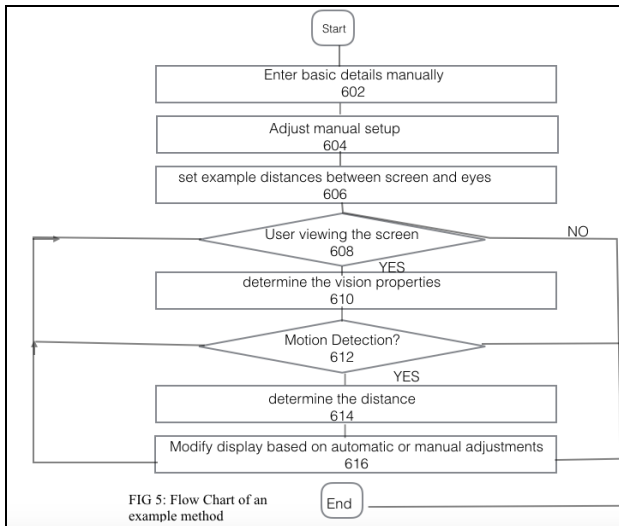 Start
Enter basic details manually
602
Adjust manual setup
604
set example distances between screen and eyes
606
User viewing the screen
608
NO
YES
determine the vision properties
610
Motion Detection?
612
YES
determine the distance
614
Modify display based on automatic or manual adjustments
616
FIG 5: Flow Chart of an
example method
End